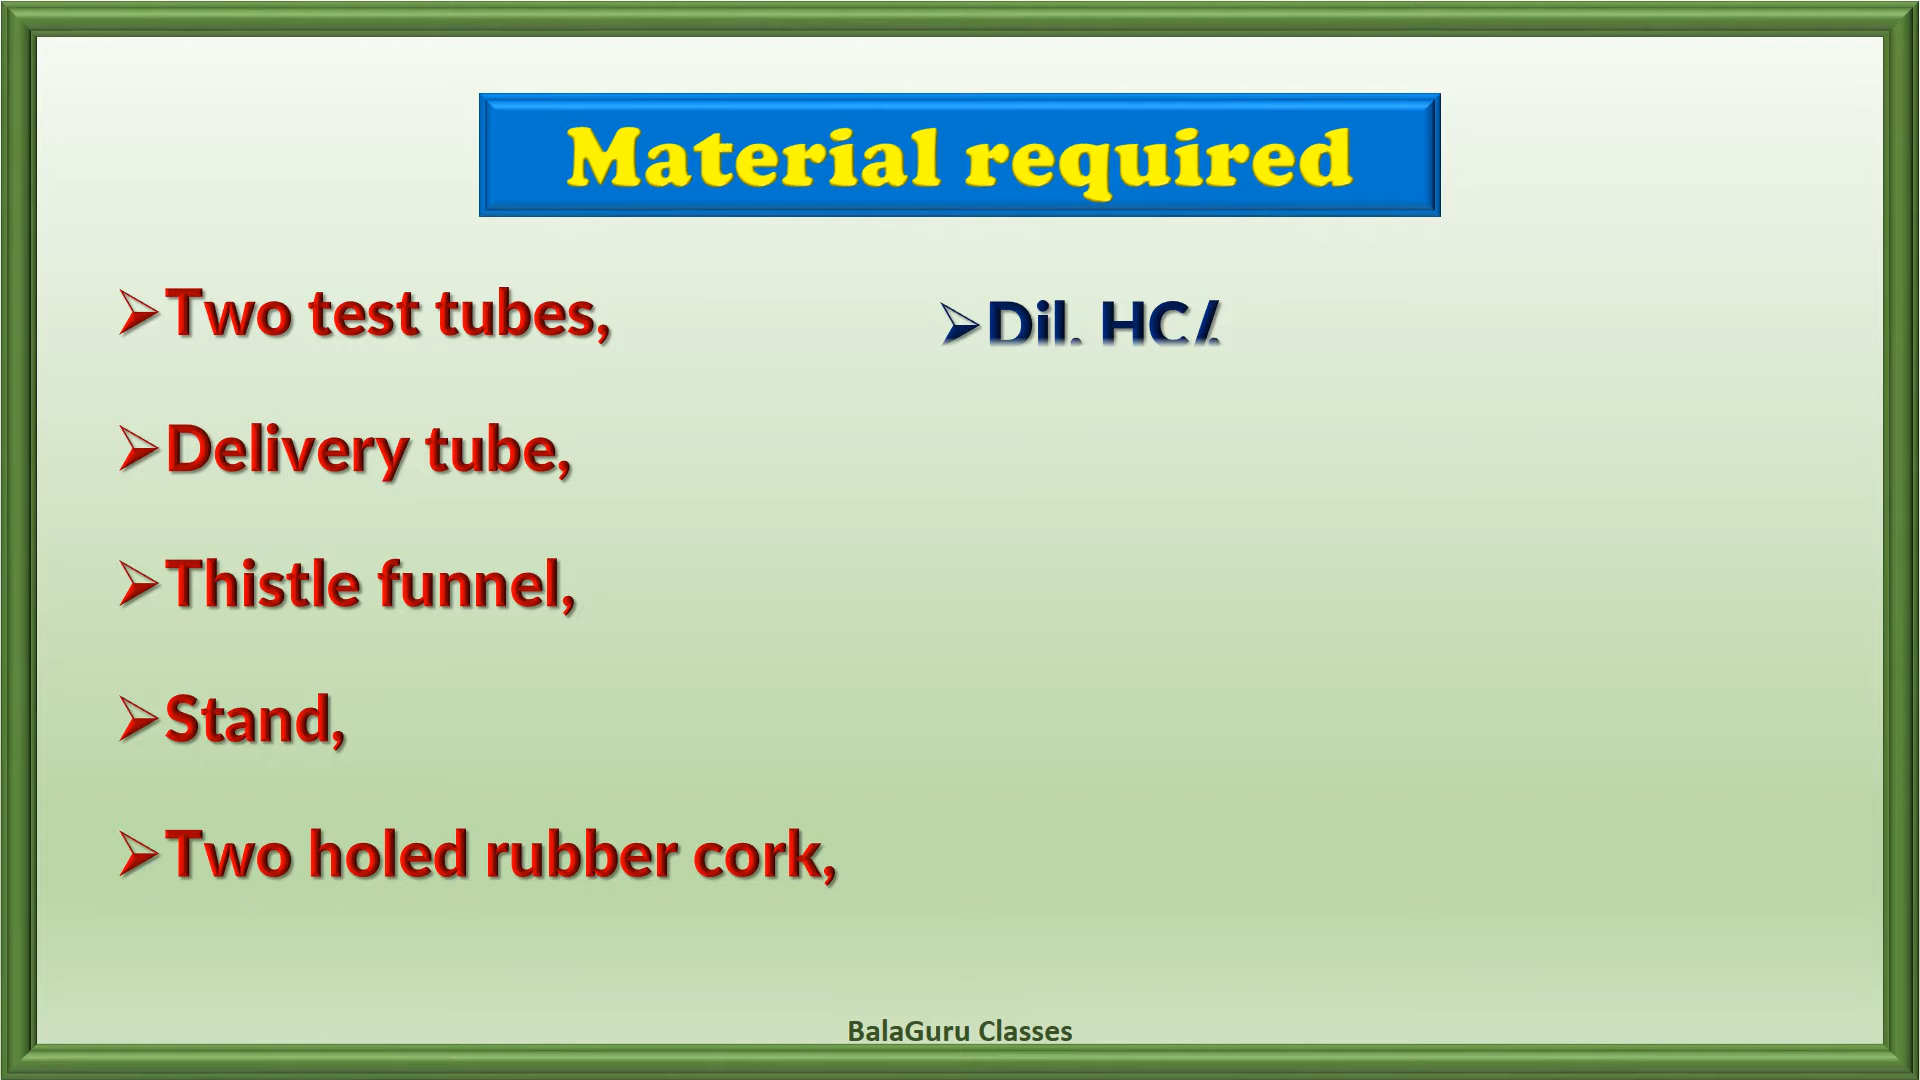 Material required
➢Two test tubes,
➢Delivery tube,
➢Thistle funnel,
➢Stand,
➢Two holed rubber cork,
➢Dil. HCl.
BalaGuru Classes